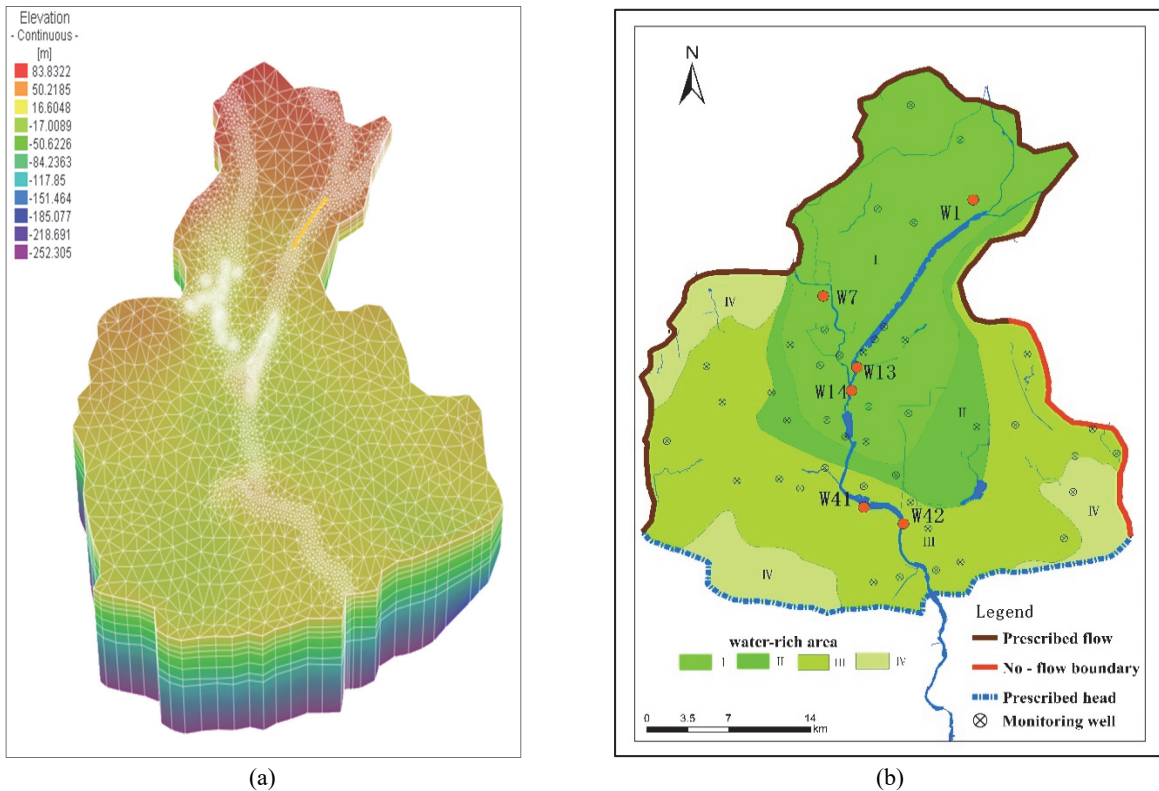 Elevation
- Continuous -
[m]
83.8322
50.2185
16.6048
-17.0089
-50.6226
-84.2363
-117.85
-151.464
-185.077
-218.691
-252.305
(a)
N
W1
I
IV
W7
W13
W14
II
W41
W42
III
IV
IV
Legend
water-rich area
I II III IV
Prescribed flow
No - flow boundary
Prescribed head
Monitoring well
0 3.5 7 14
km
(b)